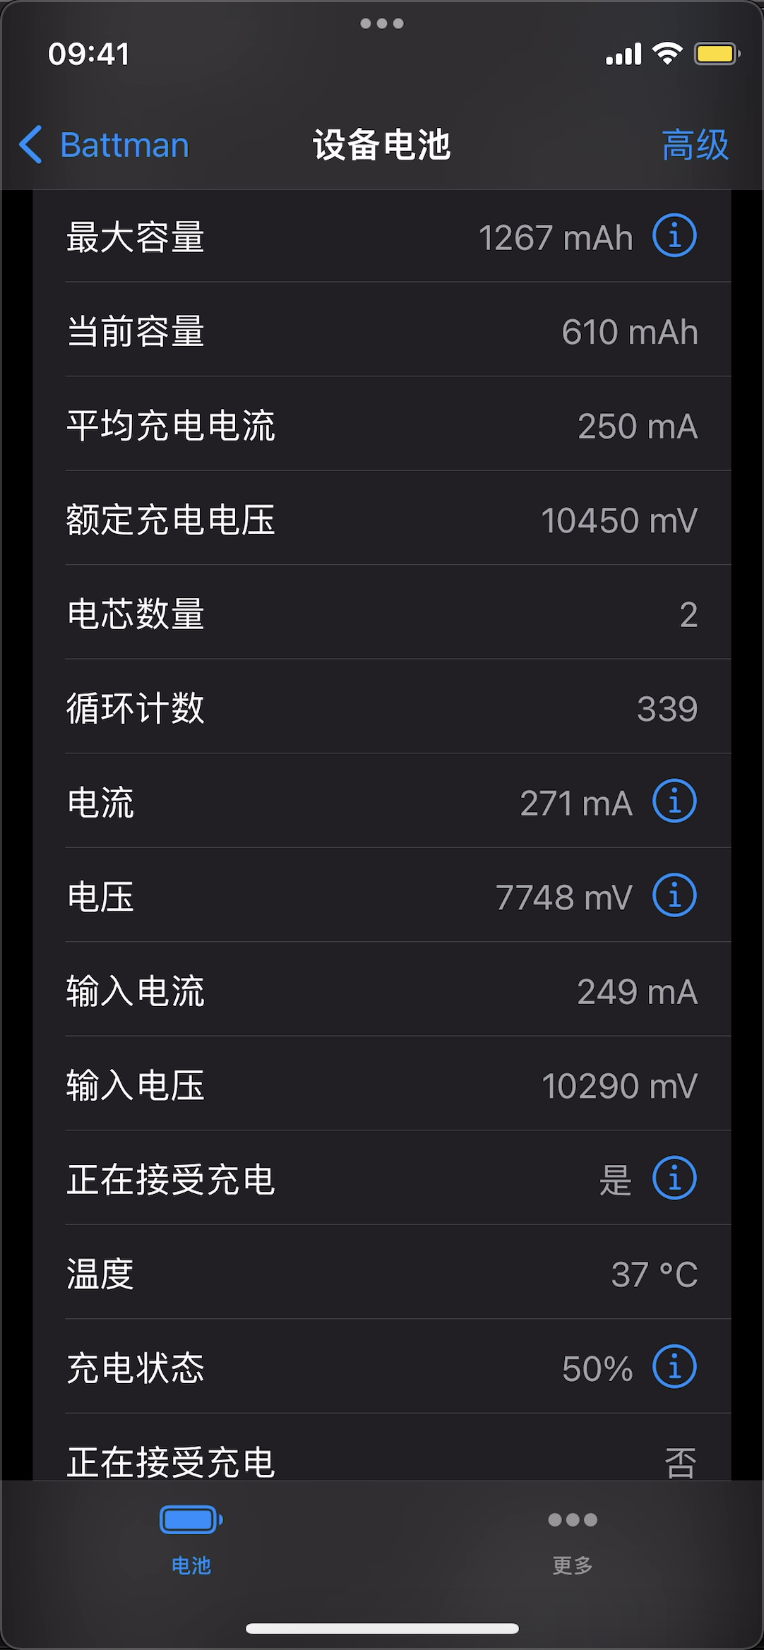 09:41
Battman 设备电池 高级
最大容量 1267 mAh
当前容量 610 mAh
平均充电电流 250 mA
额定充电电压 10450 mV
电芯数量 2
循环计数 339
电流 271 mA
电压 7748 mV
输入电流 249 mA
输入电压 10290 mV
正在接受充电 是
温度 37 °C
充电状态 50%
正在接受充电 否
电池 更多